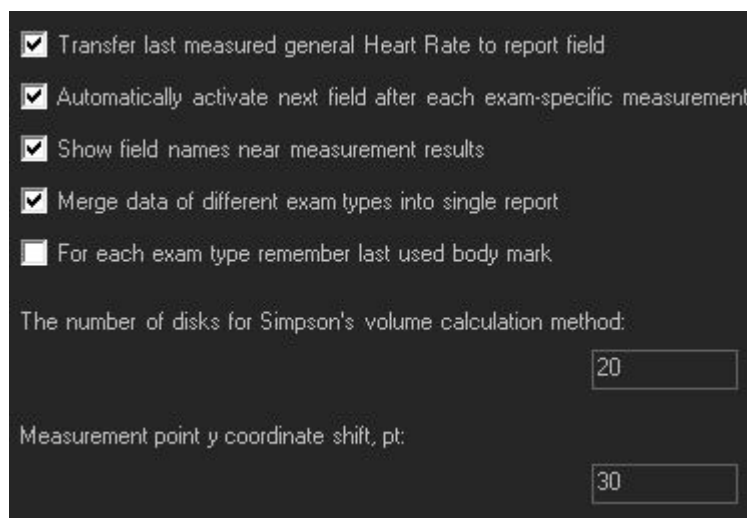 Transfer last measured general Heart Rate to report field
Automatically activate next field after each exam-specific measurement
Show field names near measurement results
Merge data of different exam types into single report
For each exam type remember last used body mark
The number of disks for Simpson's volume calculation method:
20
Measurement point y coordinate shift, pt:
30